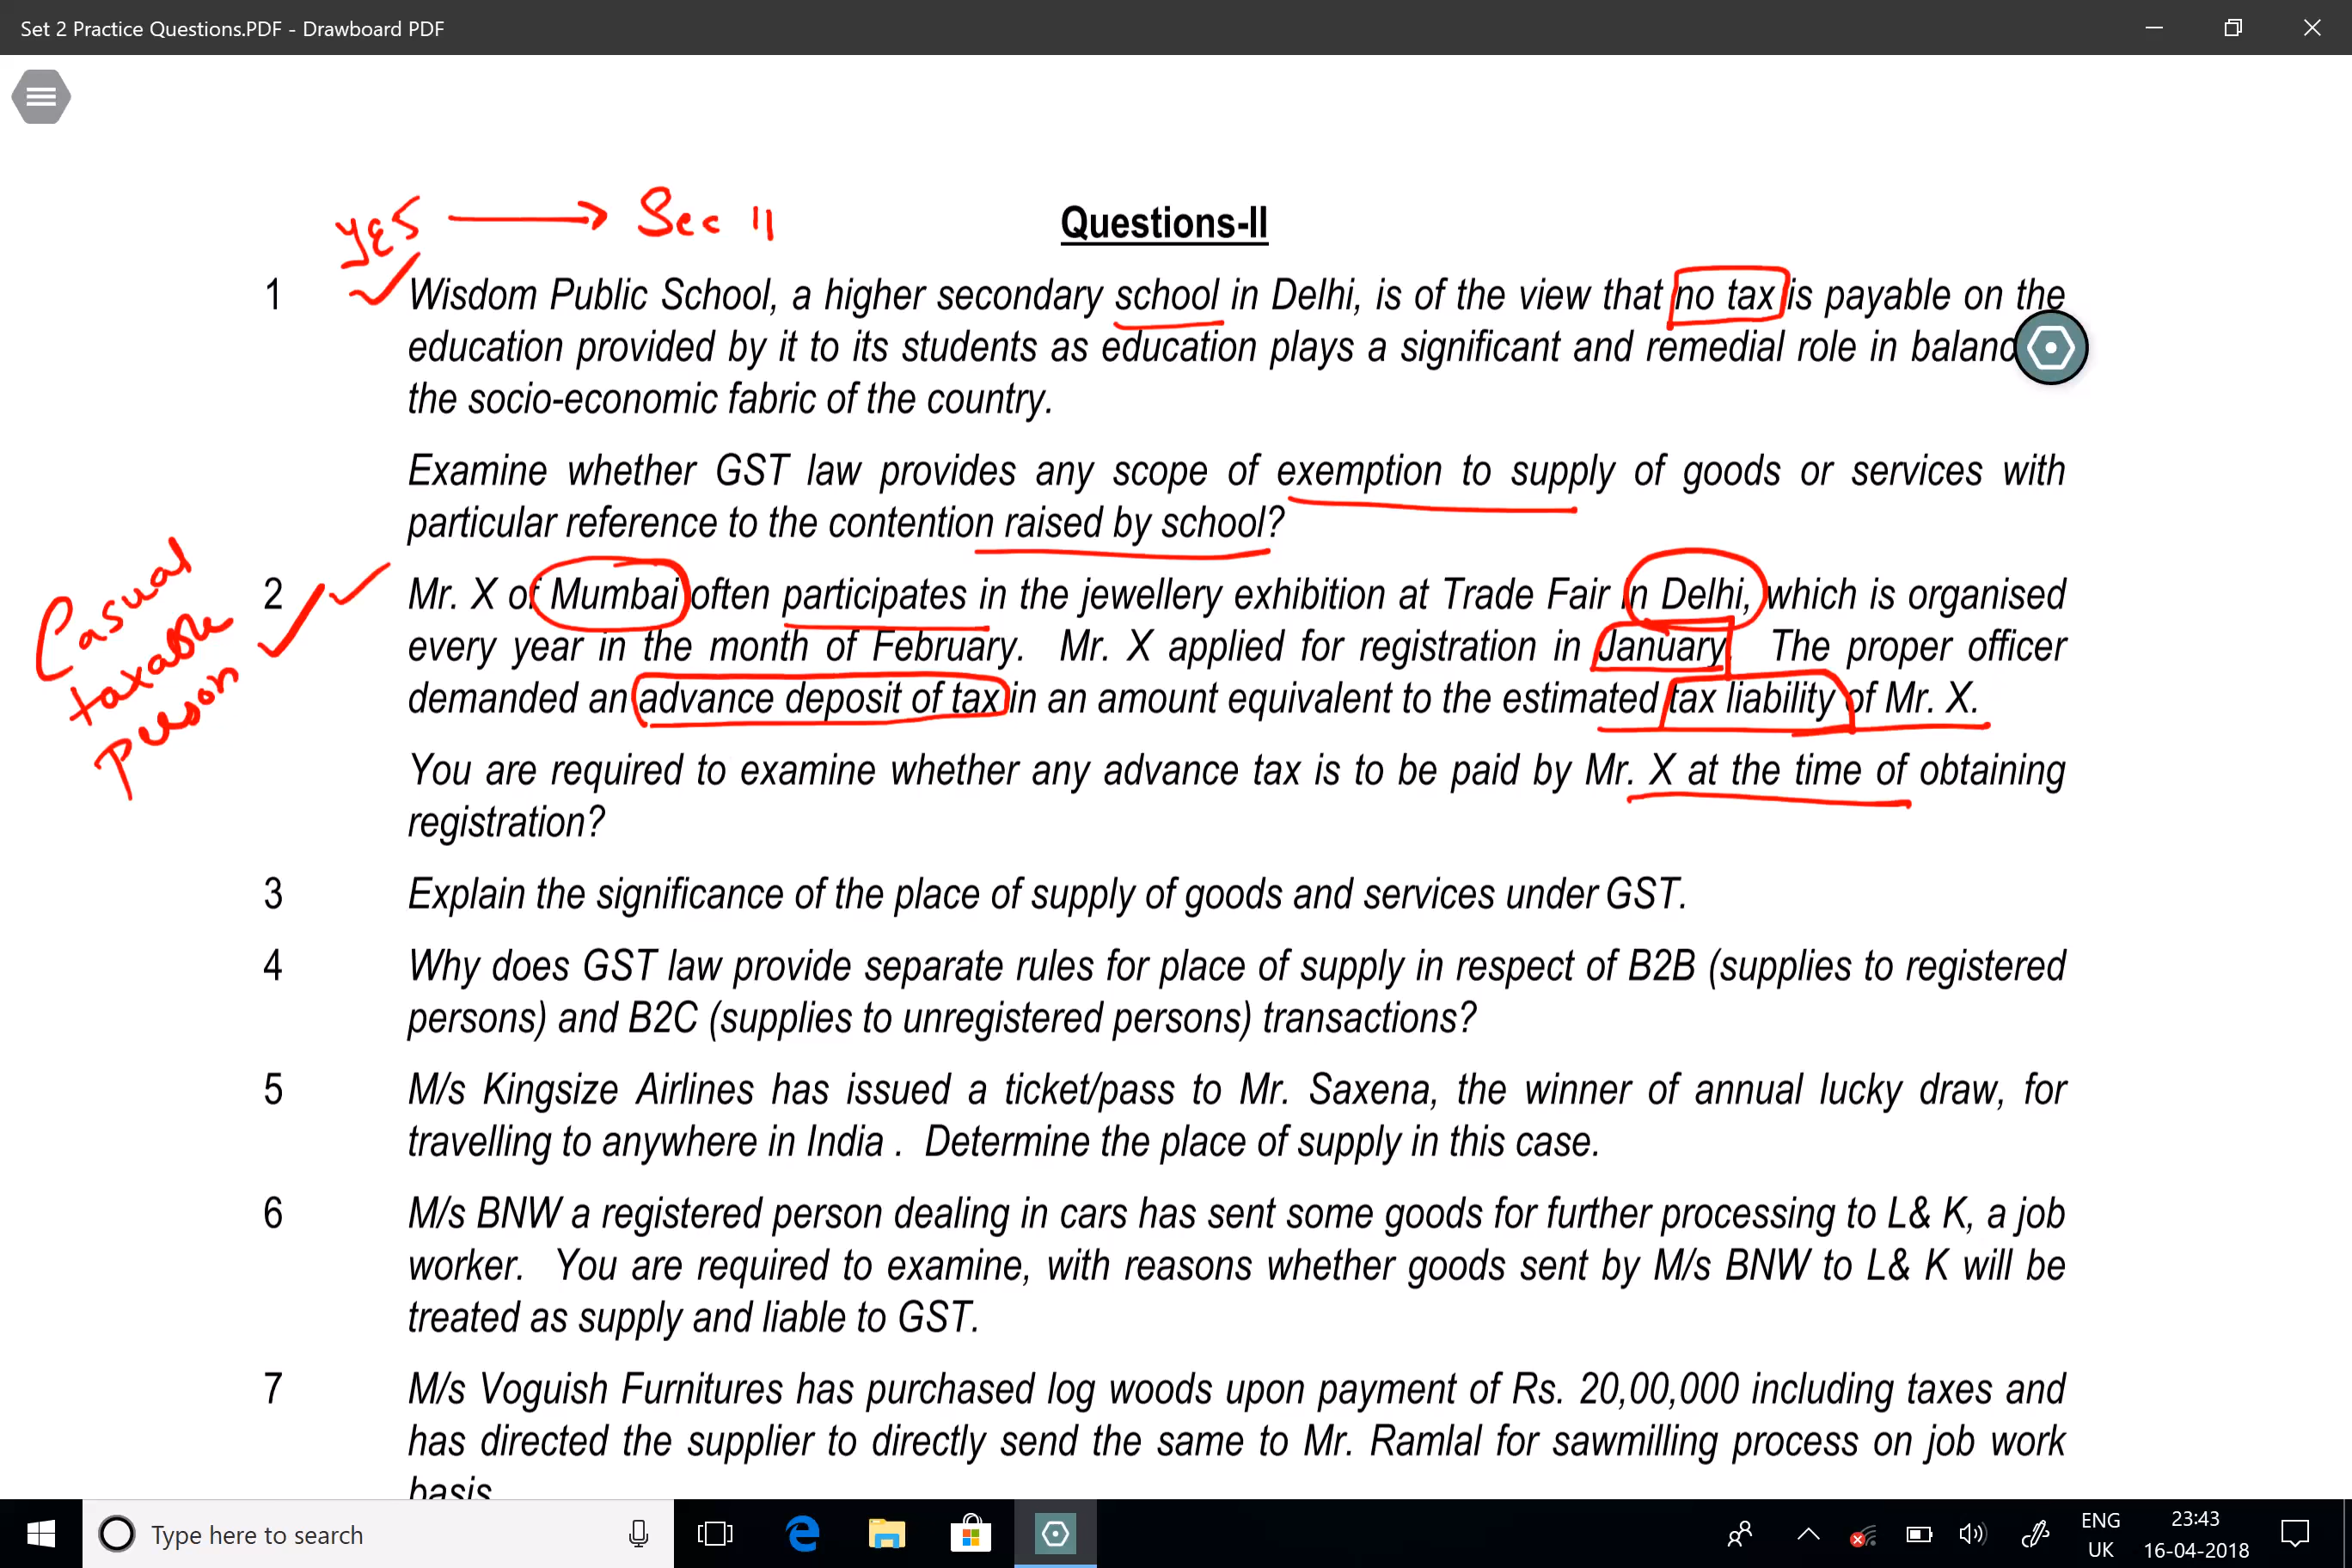 Set 2 Practice Questions.PDF - Drawboard PDF
yes → Sec 11
Questions-II
1 Wisdom Public School, a higher secondary school in Delhi, is of the view that no tax is payable on the
education provided by it to its students as education plays a significant and remedial role in balanc
the socio-economic fabric of the country.
Examine whether GST law provides any scope of exemption to supply of goods or services with
particular reference to the contention raised by school?
Casual
taxable
person
2 Mr. X of Mumbai often participates in the jewellery exhibition at Trade Fair in Delhi, which is organised
every year in the month of February. Mr. X applied for registration in January. The proper officer
demanded an advance deposit of tax in an amount equivalent to the estimated tax liability of Mr. X.
You are required to examine whether any advance tax is to be paid by Mr. X at the time of obtaining
registration?
3 Explain the significance of the place of supply of goods and services under GST.
4 Why does GST law provide separate rules for place of supply in respect of B2B (supplies to registered
persons) and B2C (supplies to unregistered persons) transactions?
5 M/s Kingsize Airlines has issued a ticket/pass to Mr. Saxena, the winner of annual lucky draw, for
travelling to anywhere in India . Determine the place of supply in this case.
6 M/s BNW a registered person dealing in cars has sent some goods for further processing to L& K, a job
worker. You are required to examine, with reasons whether goods sent by M/s BNW to L& K will be
treated as supply and liable to GST.
7 M/s Voguish Furnitures has purchased log woods upon payment of Rs. 20,00,000 including taxes and
has directed the supplier to directly send the same to Mr. Ramlal for sawmilling process on job work
basis
Type here to search
ENG
UK
23:43
16-04-2018